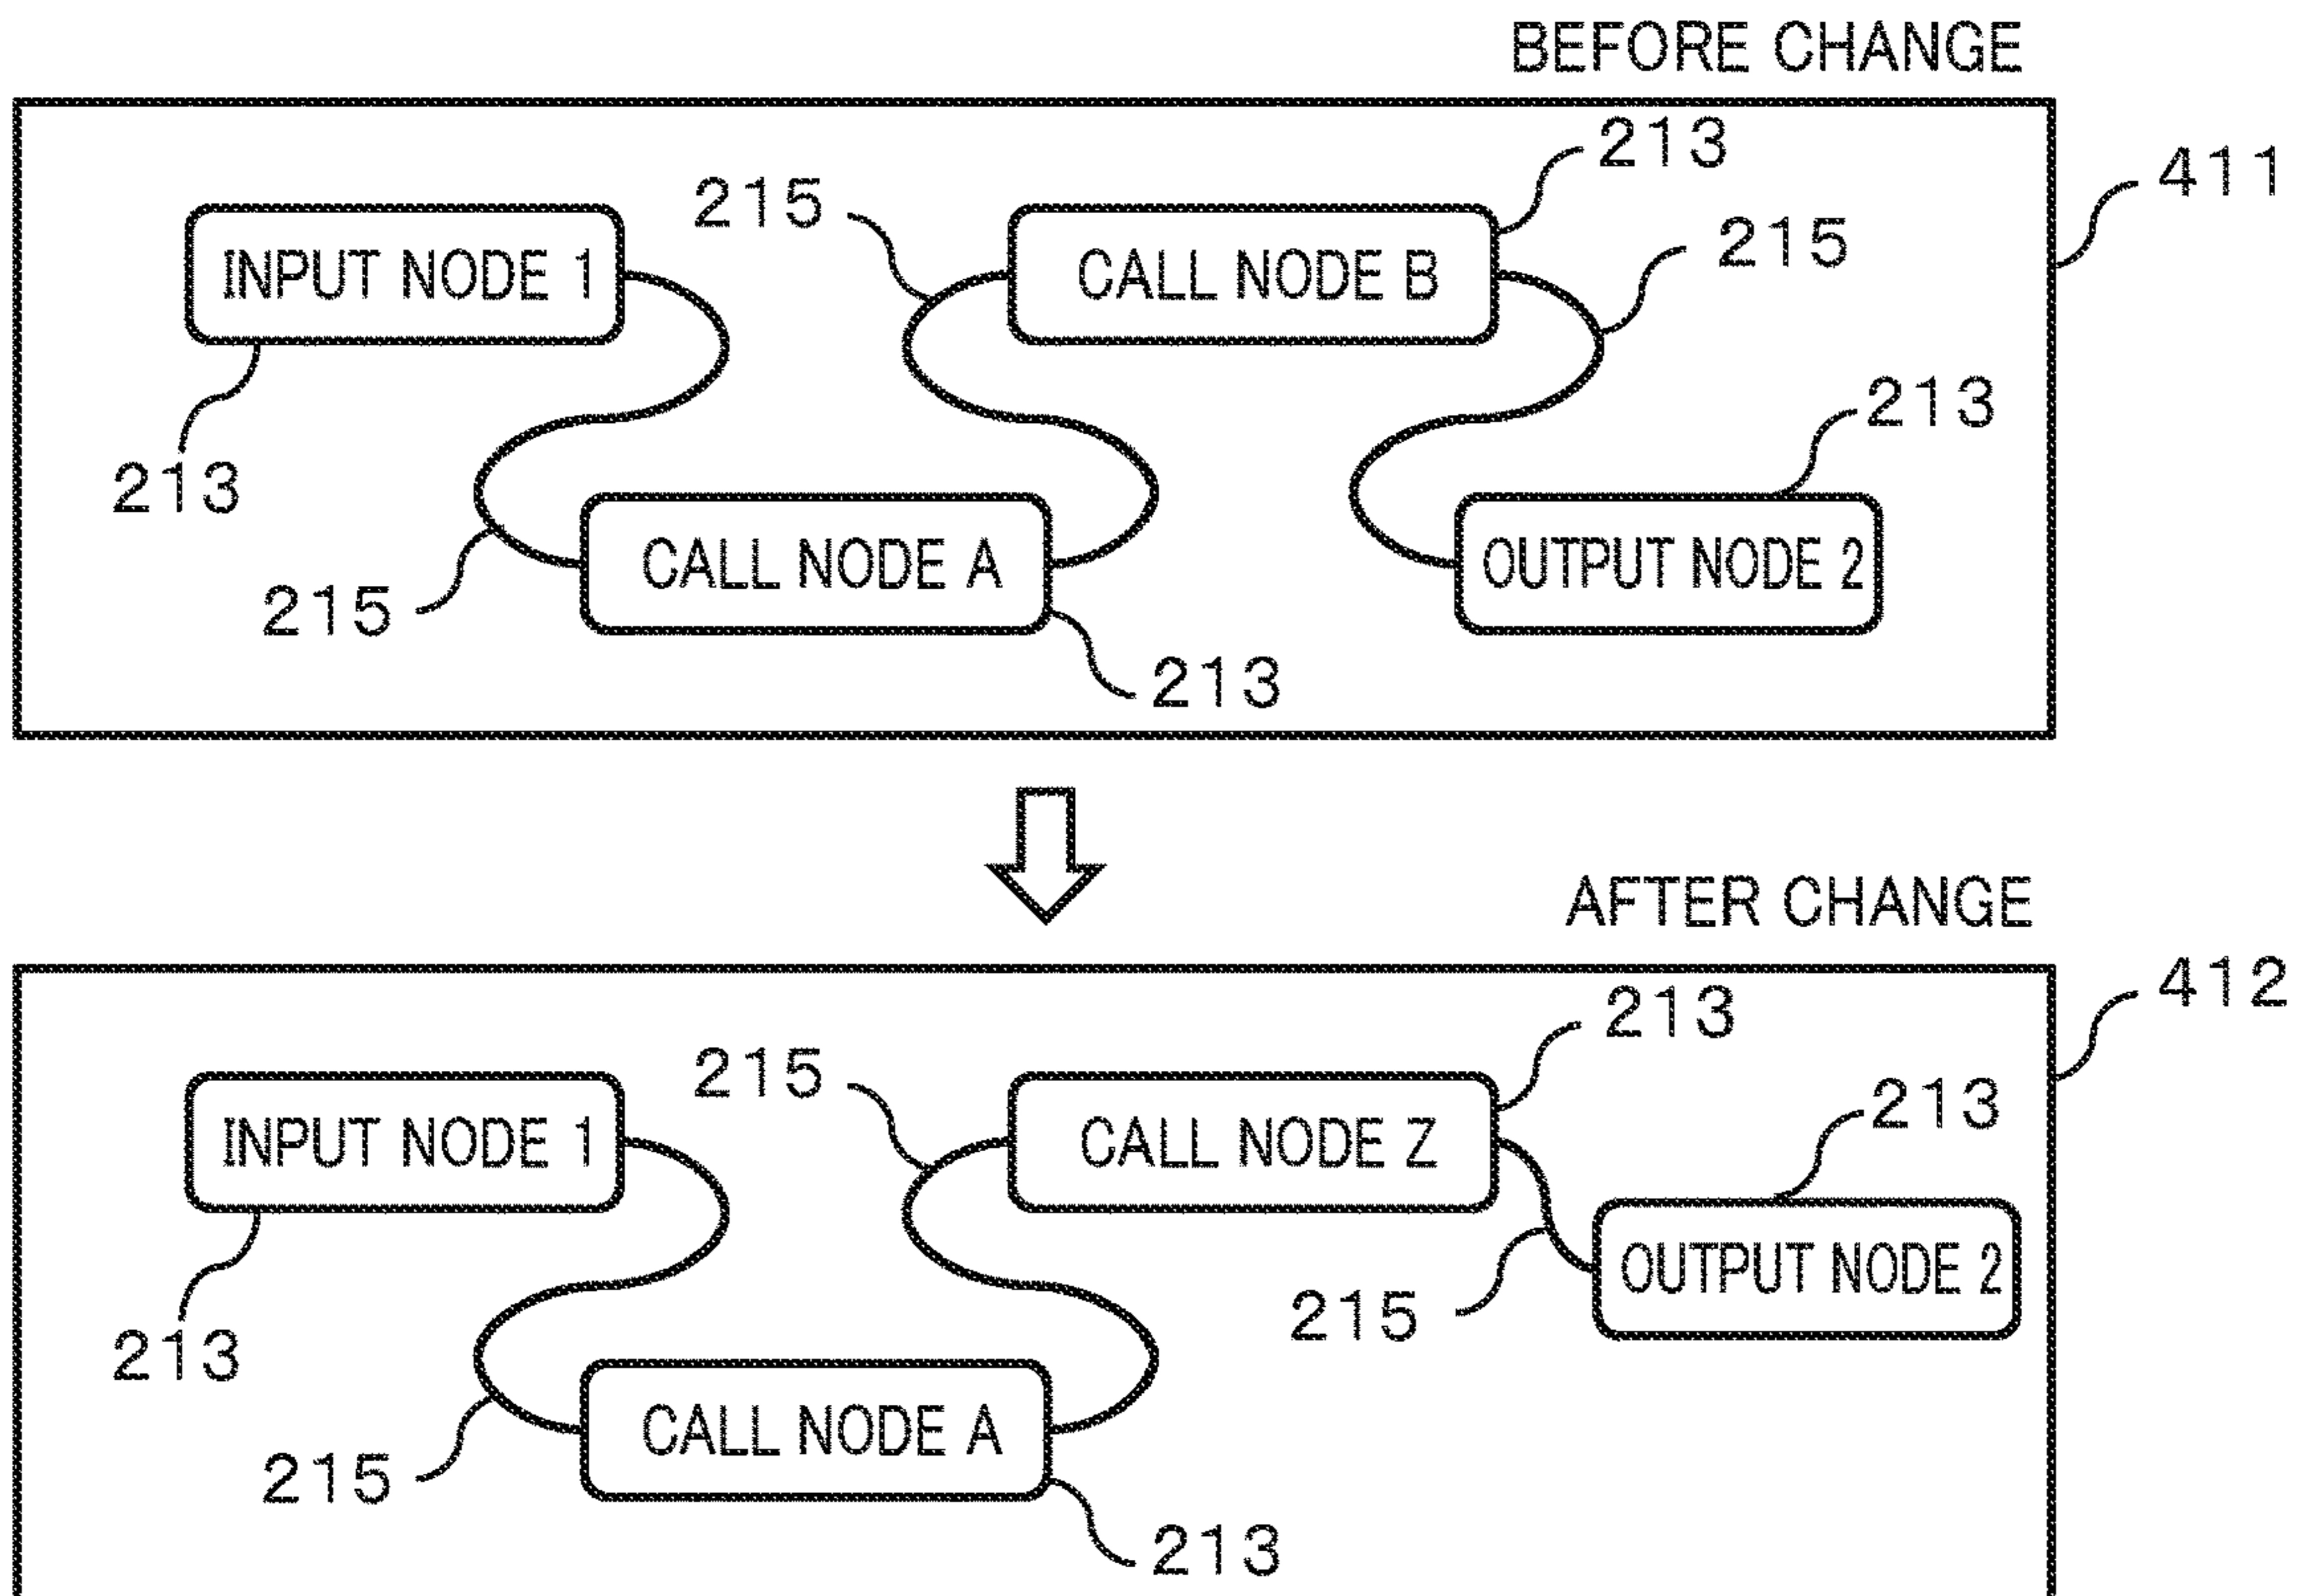 BEFORE CHANGE
213
411
215
215
INPUT NODE 1
CALL NODE B
213
213
CALL NODE A
OUTPUT NODE 2
215
213
AFTER CHANGE
412
213
215
213
INPUT NODE 1
CALL NODE Z
OUTPUT NODE 2
215
213
CALL NODE A
215
213